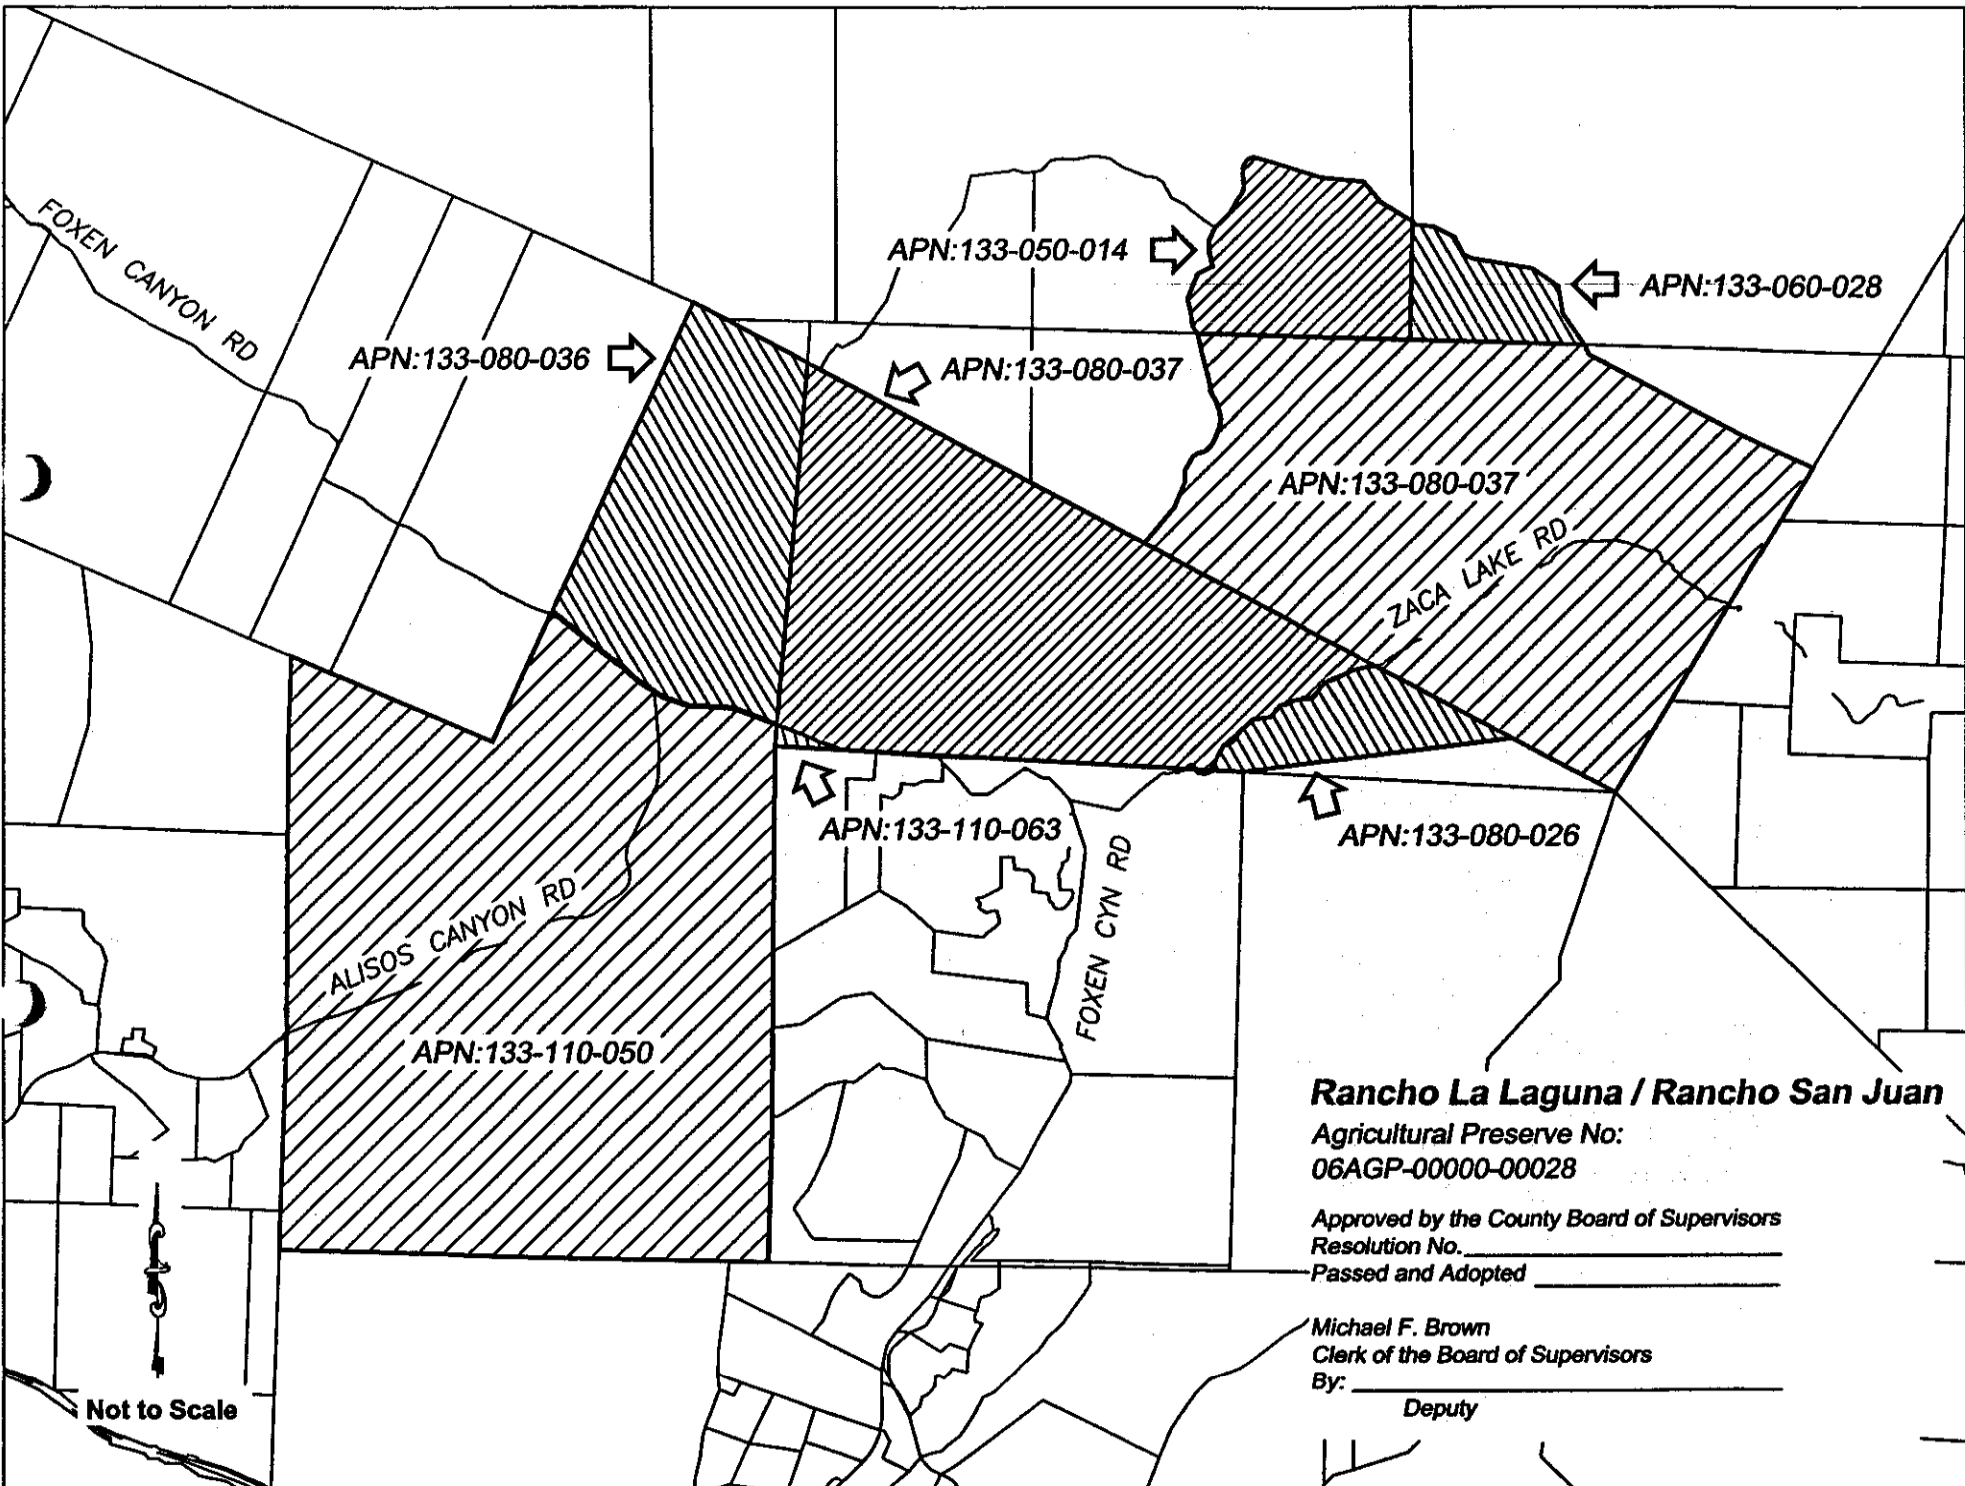 FOXEN CANYON RD
APN:133-050-014
APN:133-060-028
APN:133-080-036
APN:133-080-037
APN:133-080-037
ZACA LAKE RD
APN:133-110-063
APN:133-080-026
FOXEN CYN RD
ALISOS CANYON RD
APN:133-110-050
Rancho La Laguna / Rancho San Juan
Agricultural Preserve No:
06AGP-00000-00028
Approved by the County Board of Supervisors
Resolution No.
Passed and Adopted
Michael F. Brown
Clerk of the Board of Supervisors
By:
Deputy
Not to Scale